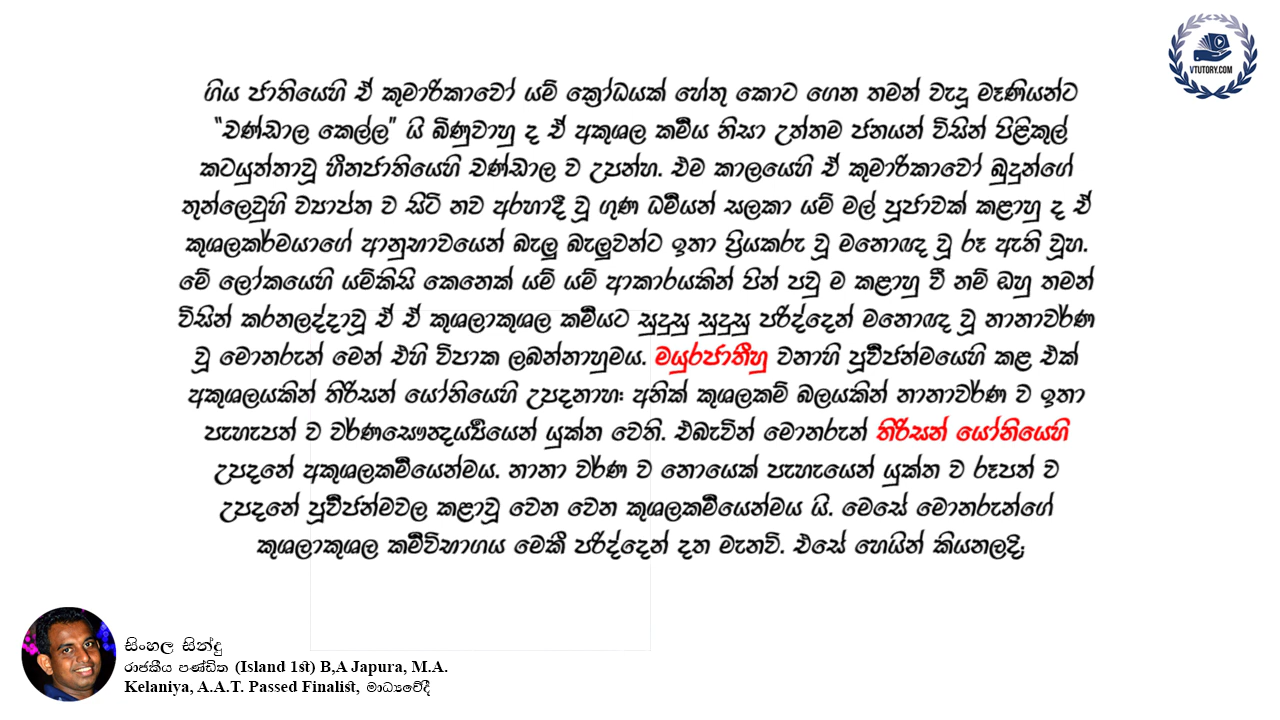 VTUTORY.COM
ගිය ජාතියෙහි ඒ කුමාරිකාවෝ යම් ක්‍රෝධයක් හේතු කොට ගෙන තමන් වැදූ මෑණියන්ට
"චණ්ඩාල කෙල්ල" යි බිණුවාහු ද ඒ අකුශල කර්‍මය නිසා උත්තම ජනයන් විසින් පිළිකුල්
කටයුත්තාවූ හීනජාතියෙහි චණ්ඩාල ව උපන්හ. එම කාලයෙහි ඒ කුමාරිකාවෝ බුදුන්ගේ
තුන්ලෙවුහි ව්‍යාප්ත ව සිටි නව අරහාදී වූ ගුණ ධර්‍මයන් සලකා යම් මල් පූජාවක් කළාහු ද ඒ
කුශලකර්මයාගේ ආනුභාවයෙන් බැලු බැලුවන්ට ඉතා ප්‍රියකරු වූ මනොඥ වූ රූ ඇති වූහ.
මේ ලෝකයෙහි යම්කිසි කෙනෙක් යම් යම් ආකාරයකින් පින් පවු ම කළාහු වී නම් ඔහු තමන්
විසින් කරනලද්දාවූ ඒ ඒ කුශලාකුශල කර්‍මයට සුදුසු සුදුසු පරිද්දෙන් මනොඥ වූ නානාවර්ණ
වූ මොනරුන් මෙන් එහි විපාක ලබන්නාහුමය. මයුරජාතීහු වනාහි පූර්‍වජන්මයෙහි කළ එක්
අකුශලයකින් තිරිසන් යෝනියෙහි උපදනාහ: අනික් කුශලකම් බලයකින් නානාවර්ණ ව ඉතා
පැහැපත් ව වර්ණසෞන්‍දර්‍ය්‍යයෙන් යුක්ත වෙති. එබැවින් මොනරුන් තිරිසන් යෝනියෙහි
උපදනේ අකුශලකර්‍මයෙන්මය. නානා වර්ණ ව නොයෙක් පැහැයෙන් යුක්ත ව රූපත් ව
උපදනේ පූර්‍වජන්මවල කළාවූ වෙන වෙන කුශලකර්‍මයෙන්මය යි. මෙසේ මොනරුන්ගේ
කුශලාකුශල කර්‍මවිභාගය මෙකී පරිද්දෙන් දත මැනවි. එසේ හෙයින් කියනලදි;
සිංහල සින්දු
රාජකීය පණ්ඩිත (Island 1st) B,A Japura, M.A.
Kelaniya, A.A.T. Passed Finalist, මාධ්‍යවේදී